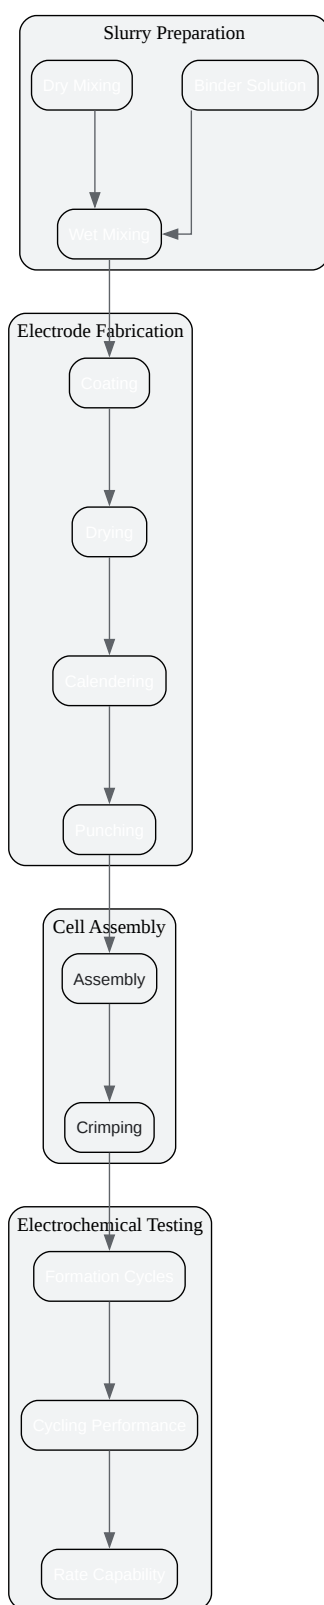 Slurry Preparation
Dry Mixing
Binder Solution
Wet Mixing
Electrode Fabrication
Coating
Drying
Calendering
Punching
Cell Assembly
Assembly
Crimping
Electrochemical Testing
Formation Cycles
Cycling Performance
Rate Capability